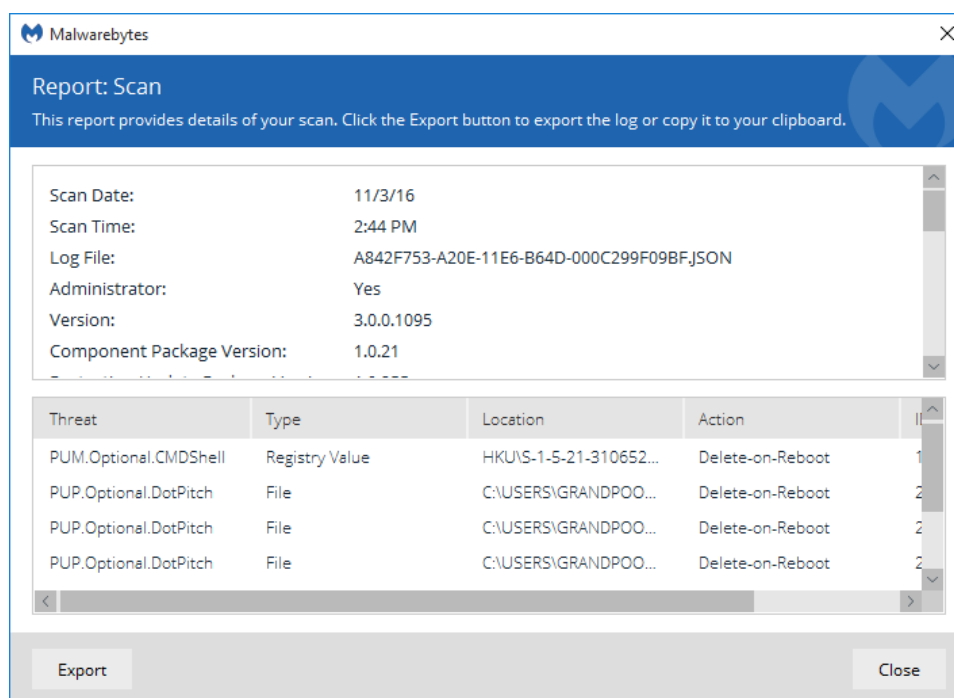 Malwarebytes
Report: Scan
This report provides details of your scan. Click the Export button to export the log or copy it to your clipboard.
Scan Date: 11/3/16
Scan Time: 2:44 PM
Log File: A842F753-A20E-11E6-B64D-000C299F09BF.JSON
Administrator: Yes
Version: 3.0.0.1095
Component Package Version: 1.0.21
Threat Type Location Action
PUM.Optional.CMDShell Registry Value HKU\S-1-5-21-310652... Delete-on-Reboot 1
PUP.Optional.DotPitch File C:\USERS\GRANDPOO... Delete-on-Reboot 2
PUP.Optional.DotPitch File C:\USERS\GRANDPOO... Delete-on-Reboot 2
PUP.Optional.DotPitch File C:\USERS\GRANDPOO... Delete-on-Reboot 2
Export Close